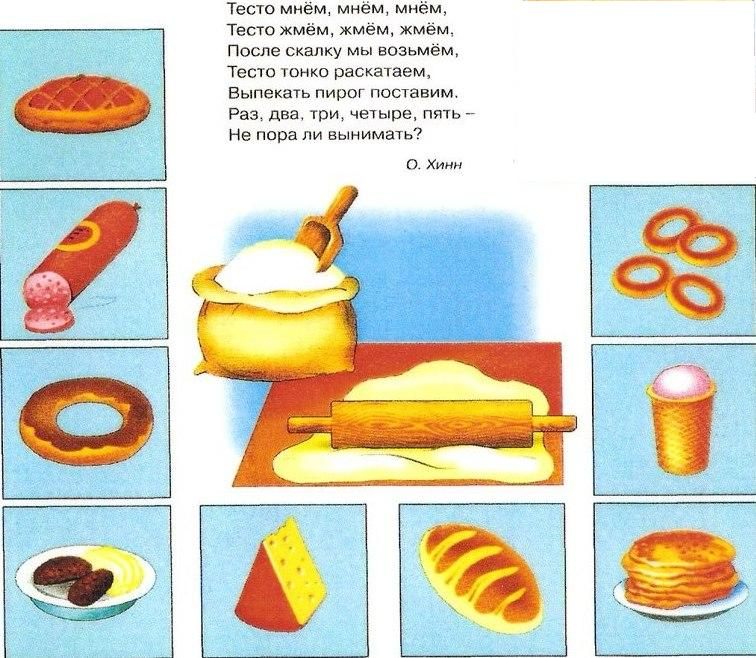 Тесто мнём, мнём, мнём,
Тесто жмём, жмём, жмём,
После скалку мы возьмём,
Тесто тонко раскатаем,
Выпекать пирог поставим.
Раз, два, три, четыре, пять –
Не пора ли вынимать?
О. Хинн